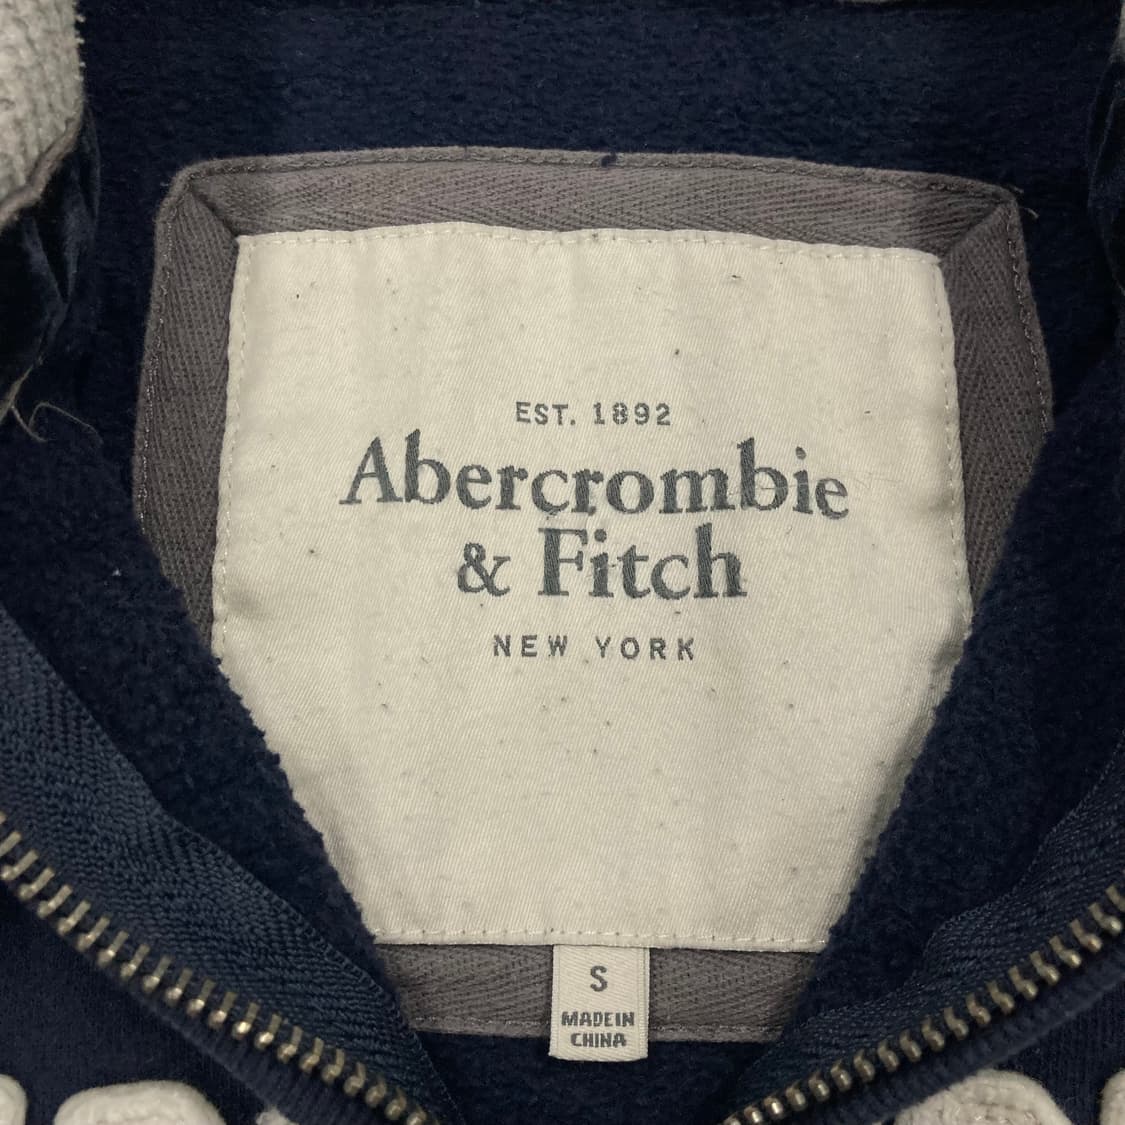 EST. 1892
Abercrombie
& Fitch
NEW YORK
S
MADE IN
CHINA